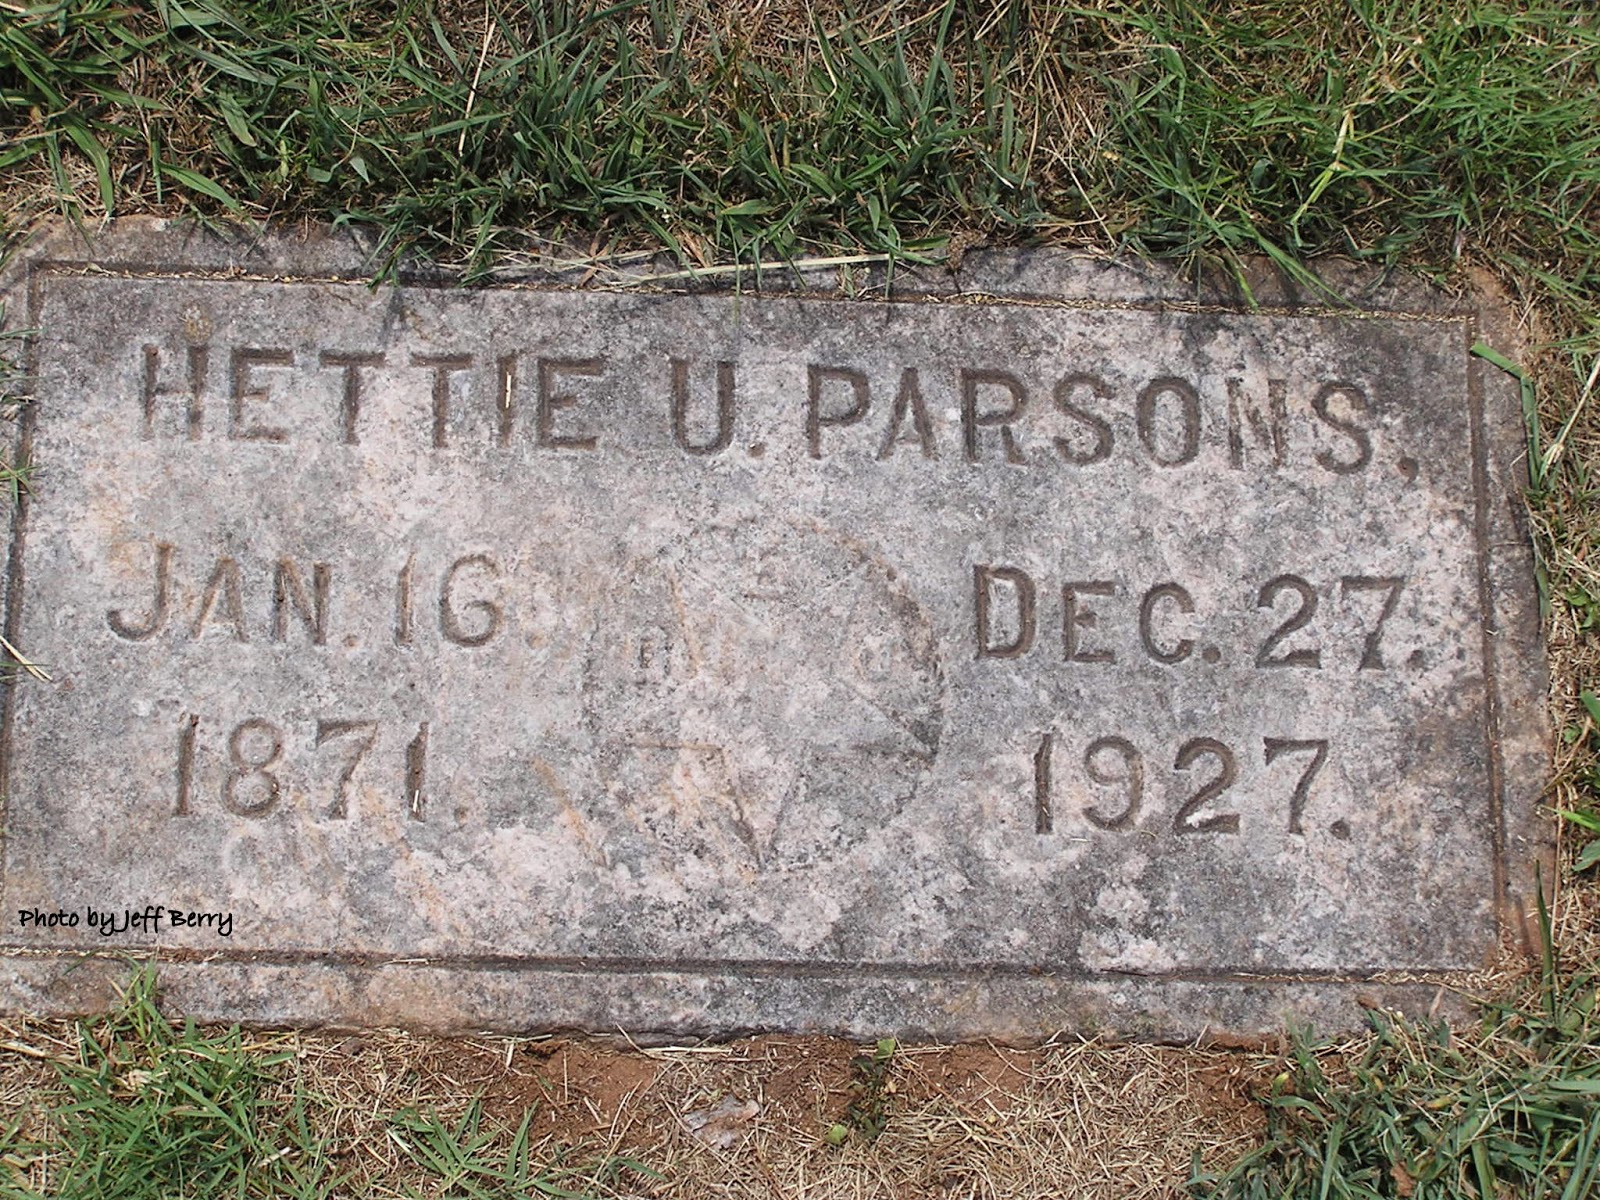 HETTIE U. PARSONS,
JAN. 16. DEC. 27.
1871. 1927.
Photo by Jeff Berry